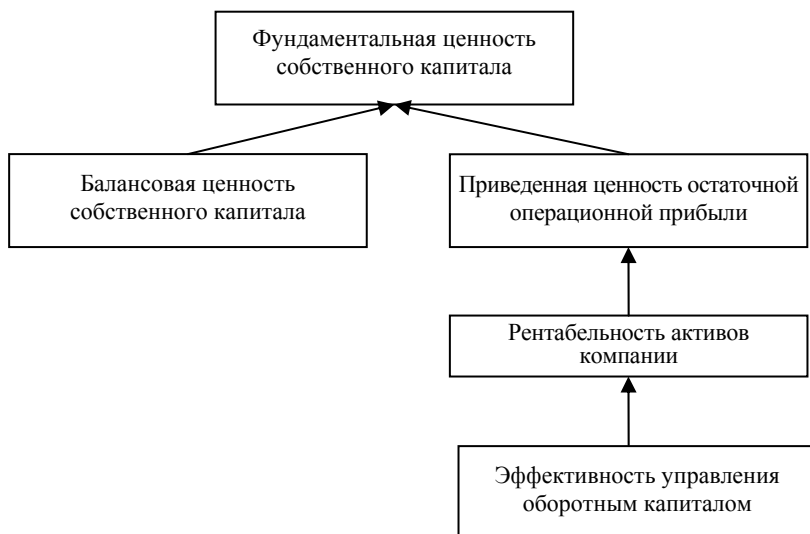 Фундаментальная ценность
собственного капитала
Балансовая ценность
собственного капитала
Приведенная ценность остаточной
операционной прибыли
Рентабельность активов
компании
Эффективность управления
оборотным капиталом